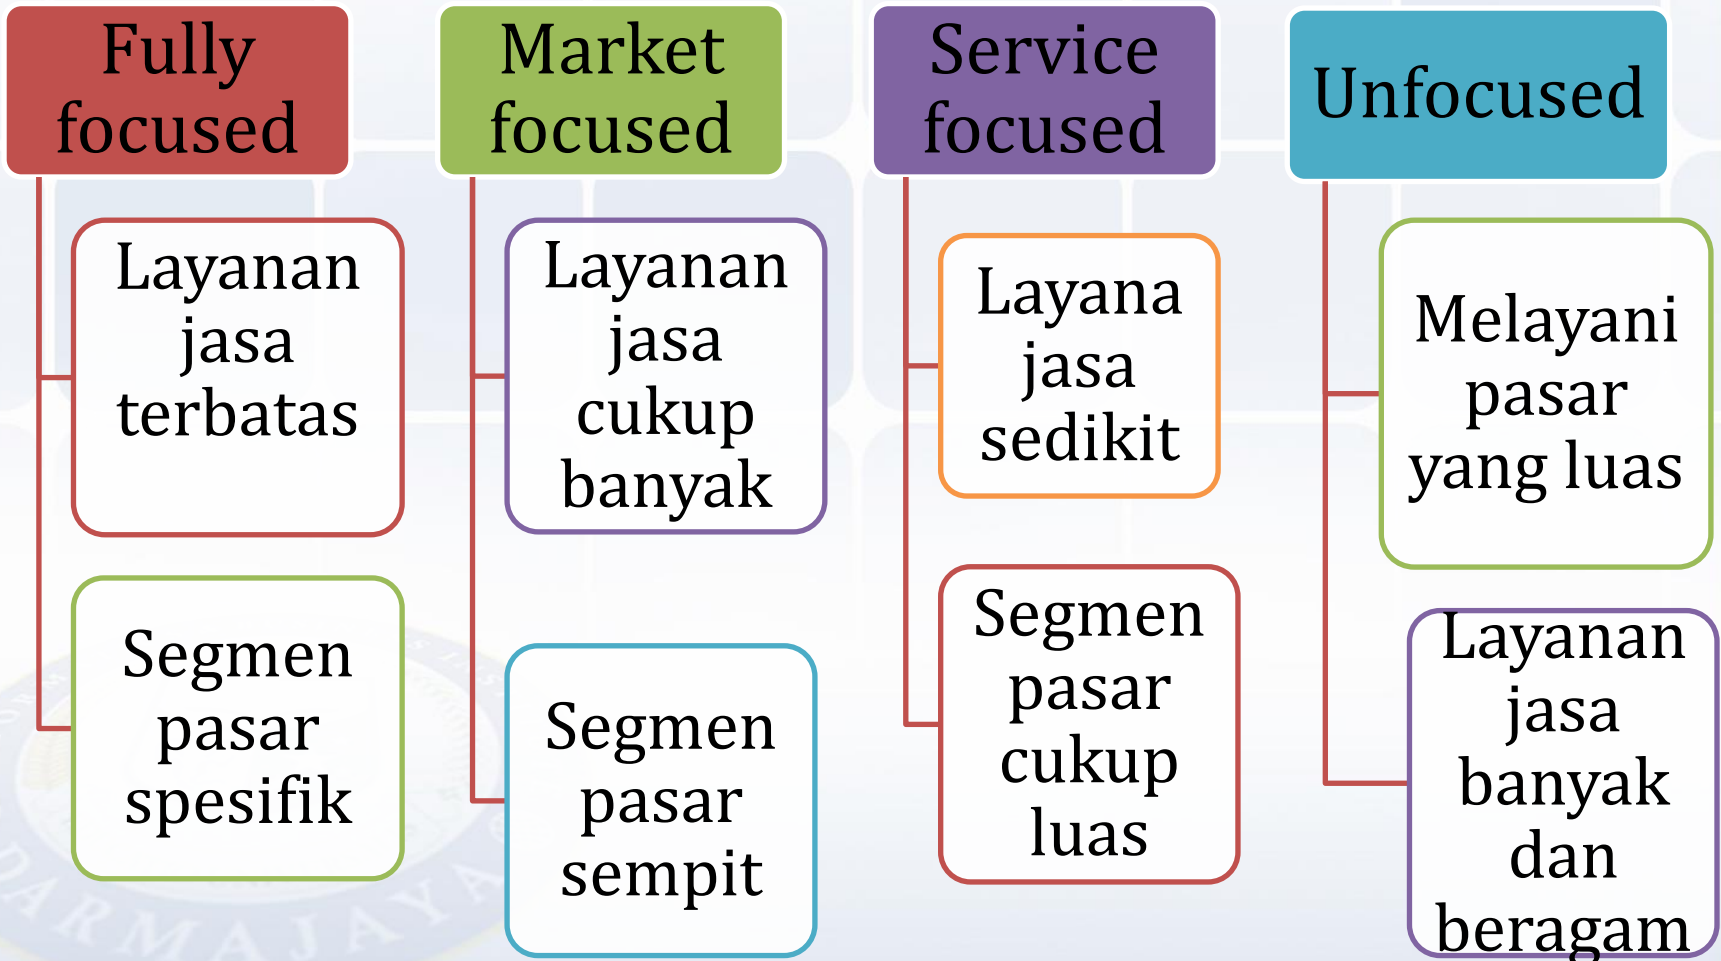 Fully
focused
Layanan
jasa
terbatas
Segmen
pasar
spesifik
Market
focused
Layanan
jasa
cukup
banyak
Segmen
pasar
sempit
Service
focused
Layana
jasa
sedikit
Segmen
pasar
cukup
luas
Unfocused
Melayani
pasar
yang luas
Layanan
jasa
banyak
dan
beragam
DARMAJAYA